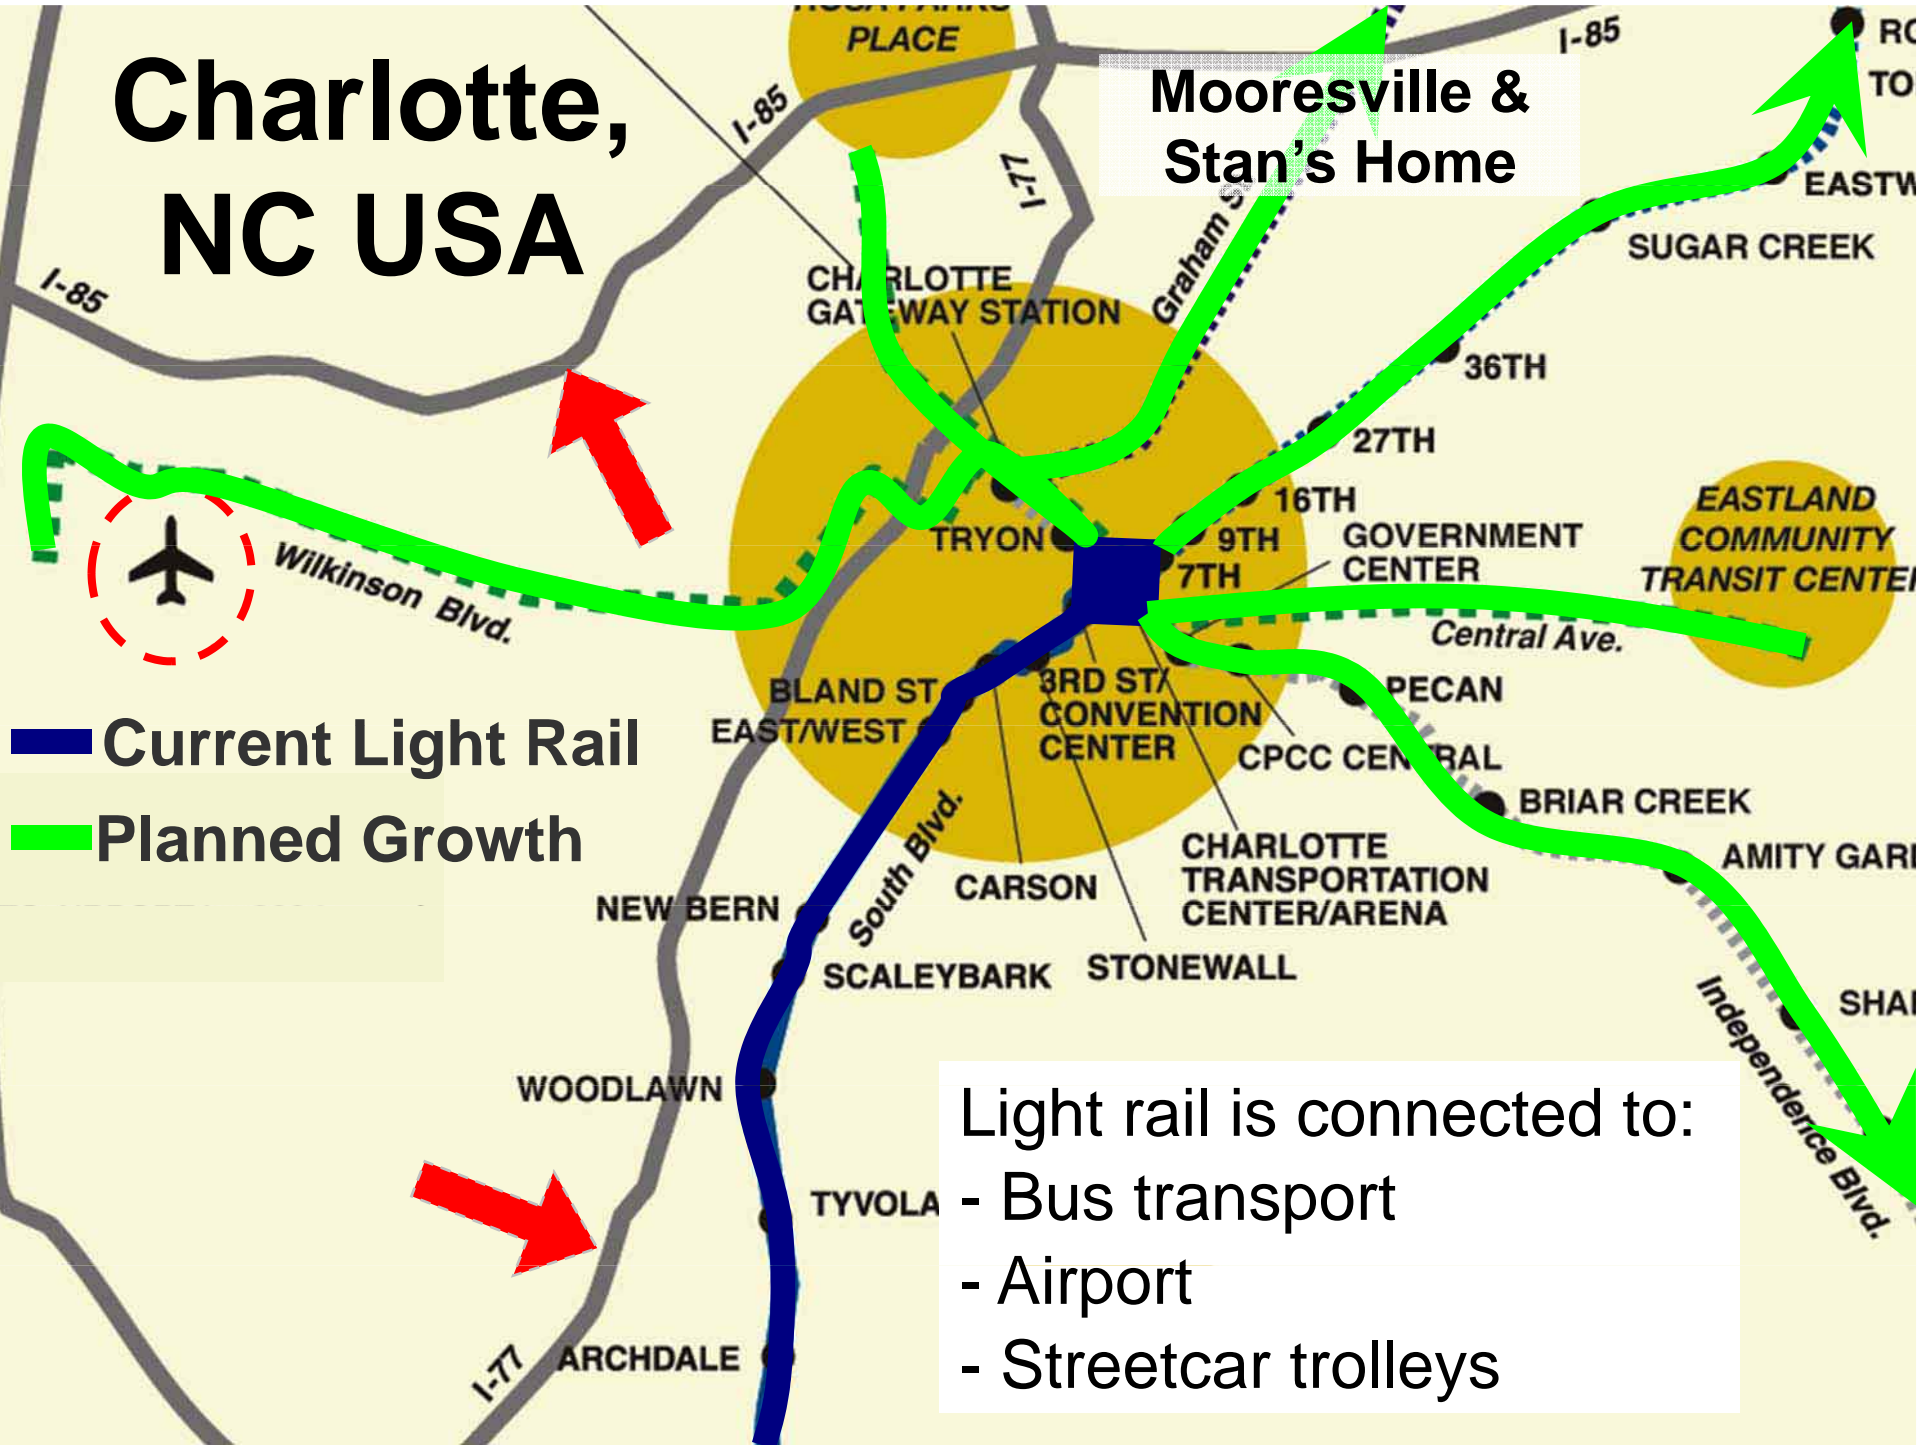 PLACE
I-85
Charlotte,
NC USA
Mooresville &
Stan's Home
I-85
I-77
I-85
EASTW
SUGAR CREEK
Graham S
CHARLOTTE
GATEWAY STATION
36TH
27TH
16TH
9TH
7TH
TRYON
GOVERNMENT
CENTER
EASTLAND
COMMUNITY
TRANSIT CENTER
Wilkinson Blvd.
Central Ave.
BLAND ST
EAST/WEST
3RD ST/
CONVENTION
CENTER
PECAN
CPCC CENTRAL
BRIAR CREEK
AMITY GAR
Current Light Rail
Planned Growth
South Blvd.
CARSON
CHARLOTTE
TRANSPORTATION
CENTER/ARENA
STONEWALL
NEW BERN
SCALEYBARK
SHA
Independence Blvd.
WOODLAWN
TYVOLA
ARCHDALE
I-77
Light rail is connected to:
- Bus transport
- Airport
- Streetcar trolleys